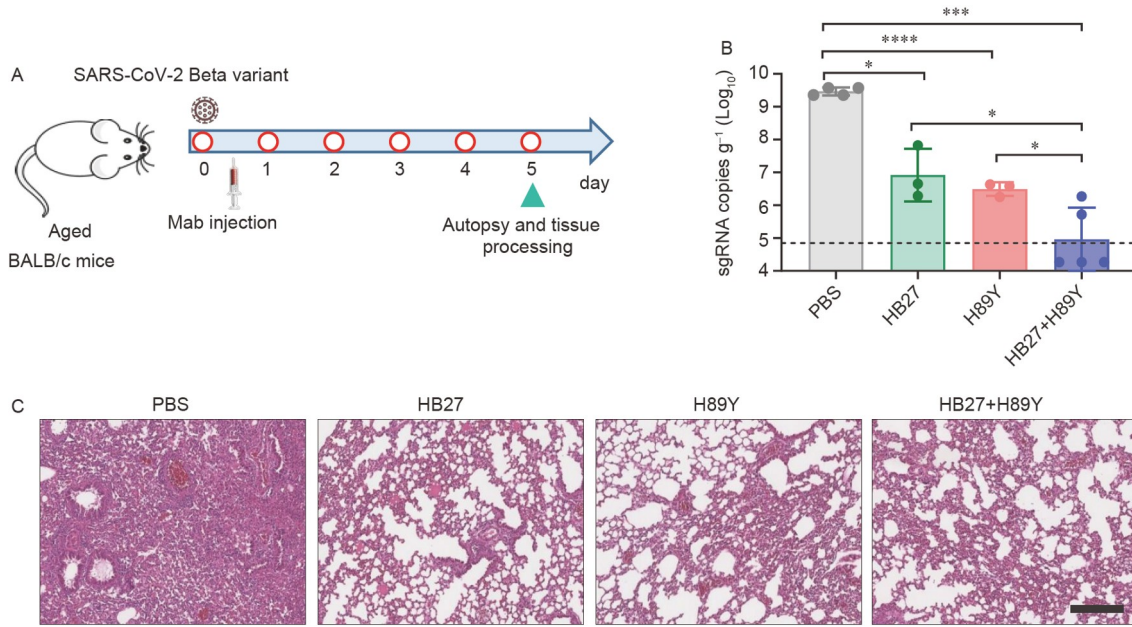 A
SARS-CoV-2 Beta variant
0 1 2 3 4 5
day
Mab injection
Autopsy and tissue
processing
Aged
BALB/c mice
B
***
****
*
*
*
sgRNA copies g⁻¹ (Log₁₀)
10
9
8
7
6
5
4
PBS
HB27
H89Y
HB27+H89Y
C
PBS HB27 H89Y HB27+H89Y